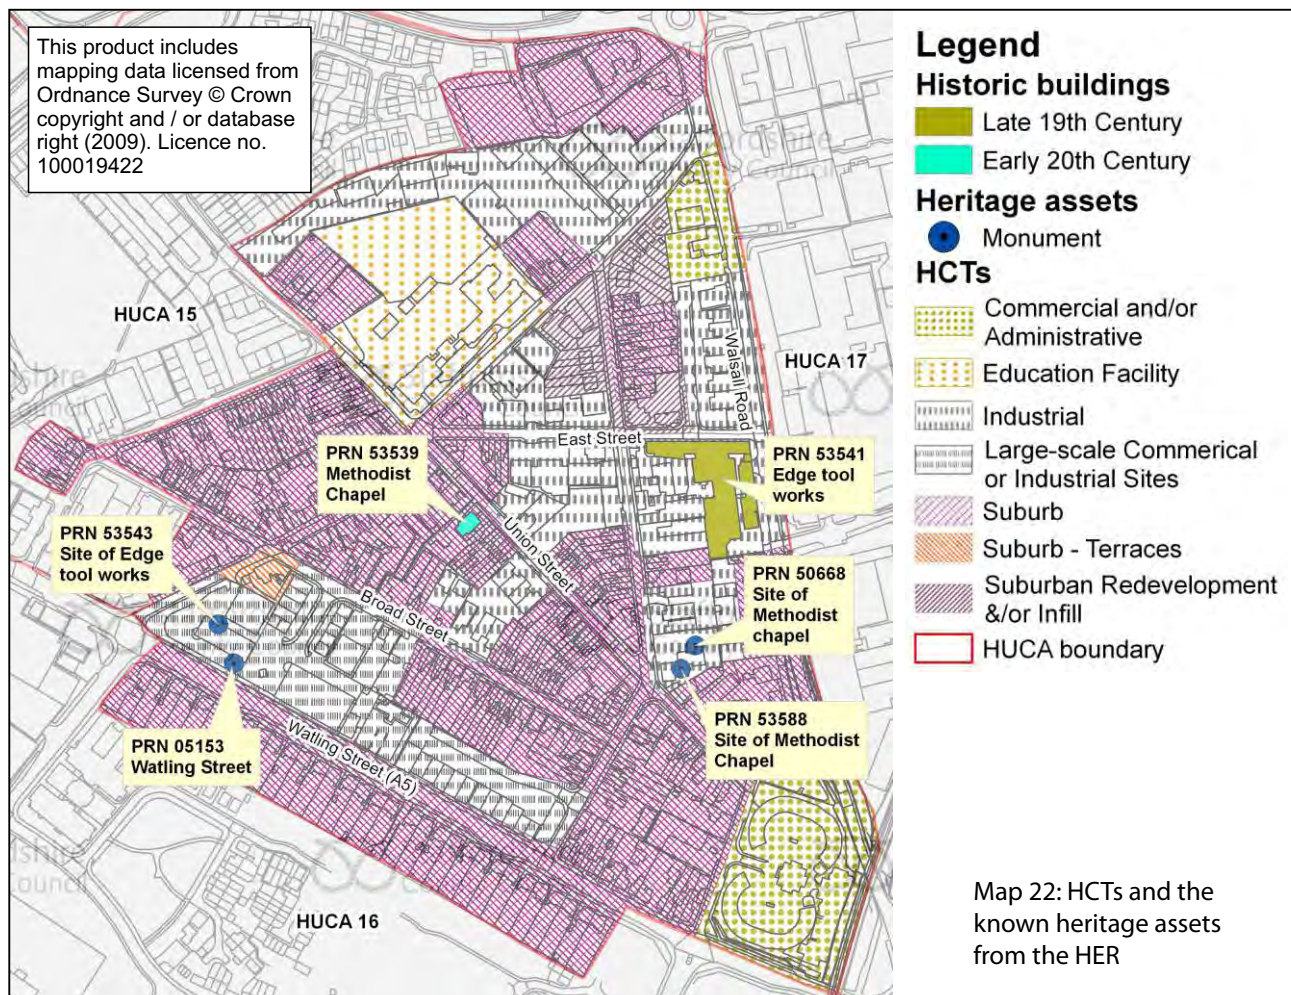 This product includes
mapping data licensed from
Ordnance Survey © Crown
copyright and / or database
right (2009). Licence no.
100019422
HUCA 15
HUCA 17
HUCA 16
Walsall Road
East Street
Union Street
Broad Street
Watling Street (A5)
PRN 53539
Methodist
Chapel
PRN 53541
Edge tool
works
PRN 53543
Site of Edge
tool works
PRN 50668
Site of
Methodist
chapel
PRN 05153
Watling Street
PRN 53588
Site of Methodist
Chapel
Legend
Historic buildings
Late 19th Century
Early 20th Century
Heritage assets
Monument
HCTs
Commercial and/or
Administrative
Education Facility
Industrial
Large-scale Commerical
or Industrial Sites
Suburb
Suburb - Terraces
Suburban Redevelopment
&/or Infill
HUCA boundary
Map 22: HCTs and the
known heritage assets
from the HER